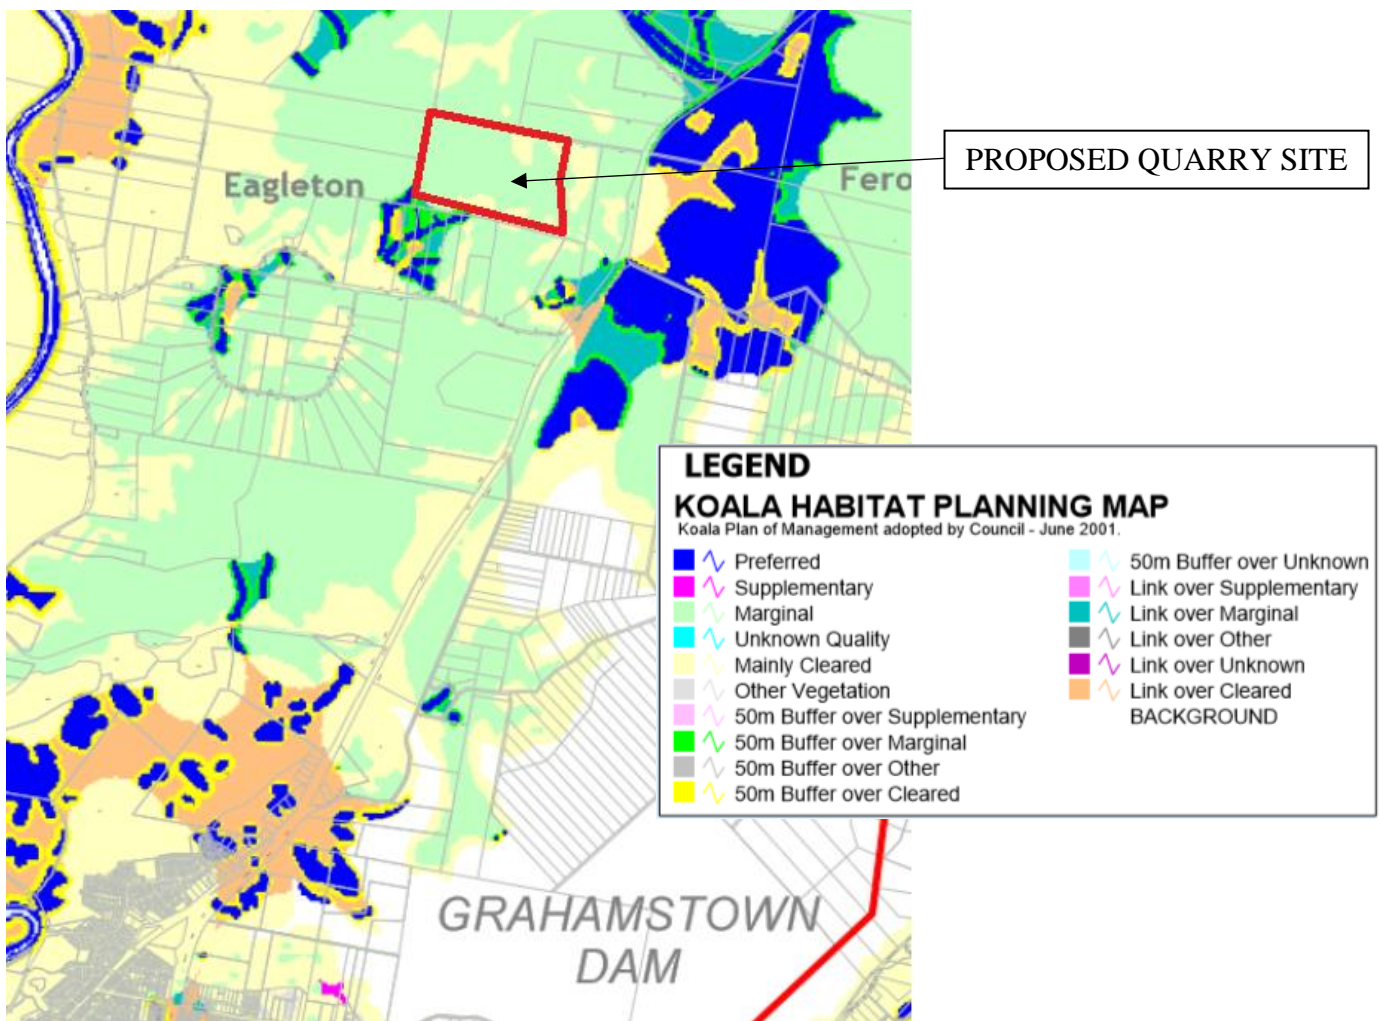 PROPOSED QUARRY SITE
Eagleton
Fero
LEGEND
KOALA HABITAT PLANNING MAP
Koala Plan of Management adopted by Council - June 2001.
Preferred
Supplementary
Marginal
Unknown Quality
Mainly Cleared
Other Vegetation
50m Buffer over Supplementary
50m Buffer over Marginal
50m Buffer over Other
50m Buffer over Cleared
50m Buffer over Unknown
Link over Supplementary
Link over Marginal
Link over Other
Link over Unknown
Link over Cleared
BACKGROUND
GRAHAMSTOWN
DAM